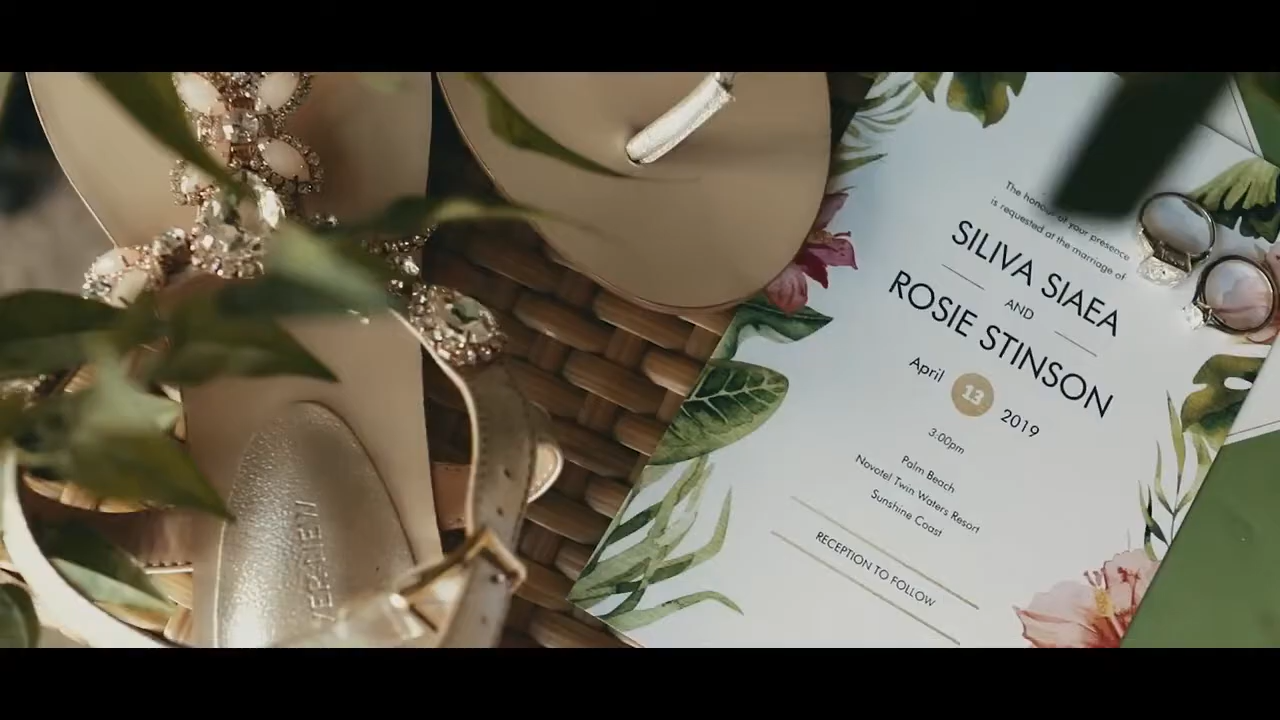 The honour of your presence
is requested at the marriage of
SILIVA SIAEA
AND
ROSIE STINSON
April 13 2019
3:00pm
Palm Beach
Novotel Twin Waters Resort
Sunshine Coast
RECEPTION TO FOLLOW